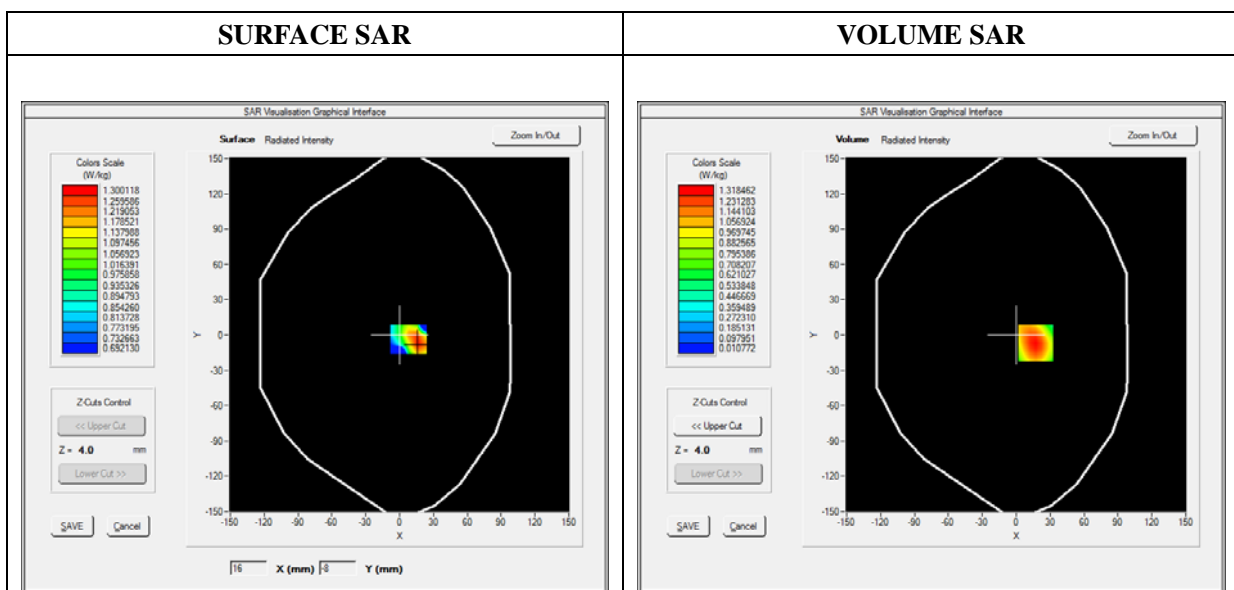 SURFACE SAR
VOLUME SAR
SAR Visualisation Graphical Interface
Surface Radiated Intensity
Zoom In/Out
Colors Scale
(W/kg)
1.300118
1.259586
1.219053
1.178521
1.137988
1.097456
1.056923
1.016391
0.975858
0.935326
0.894793
0.854260
0.813728
0.773195
0.732663
0.692130
Z-Cuts Control
<< Upper Cut
Z = 4.0 mm
Lower Cut >>
SAVE Cancel
150
120
90
60
30
0
-30
-60
-90
-120
-150
Y
-150 -120 -90 -60 -30 0 30 60 90 120 150
X
16 X (mm) -8 Y (mm)
SAR Visualisation Graphical Interface
Volume Radiated Intensity
Zoom In/Out
Colors Scale
(W/kg)
1.318462
1.231283
1.144103
1.056924
0.969745
0.882565
0.795386
0.708207
0.621027
0.533848
0.446669
0.359489
0.272310
0.185131
0.097951
0.010772
Z-Cuts Control
<< Upper Cut
Z = 4.0 mm
Lower Cut >>
SAVE Cancel
150
120
90
60
30
0
-30
-60
-90
-120
-150
Y
-150 -120 -90 -60 -30 0 30 60 90 120 150
X